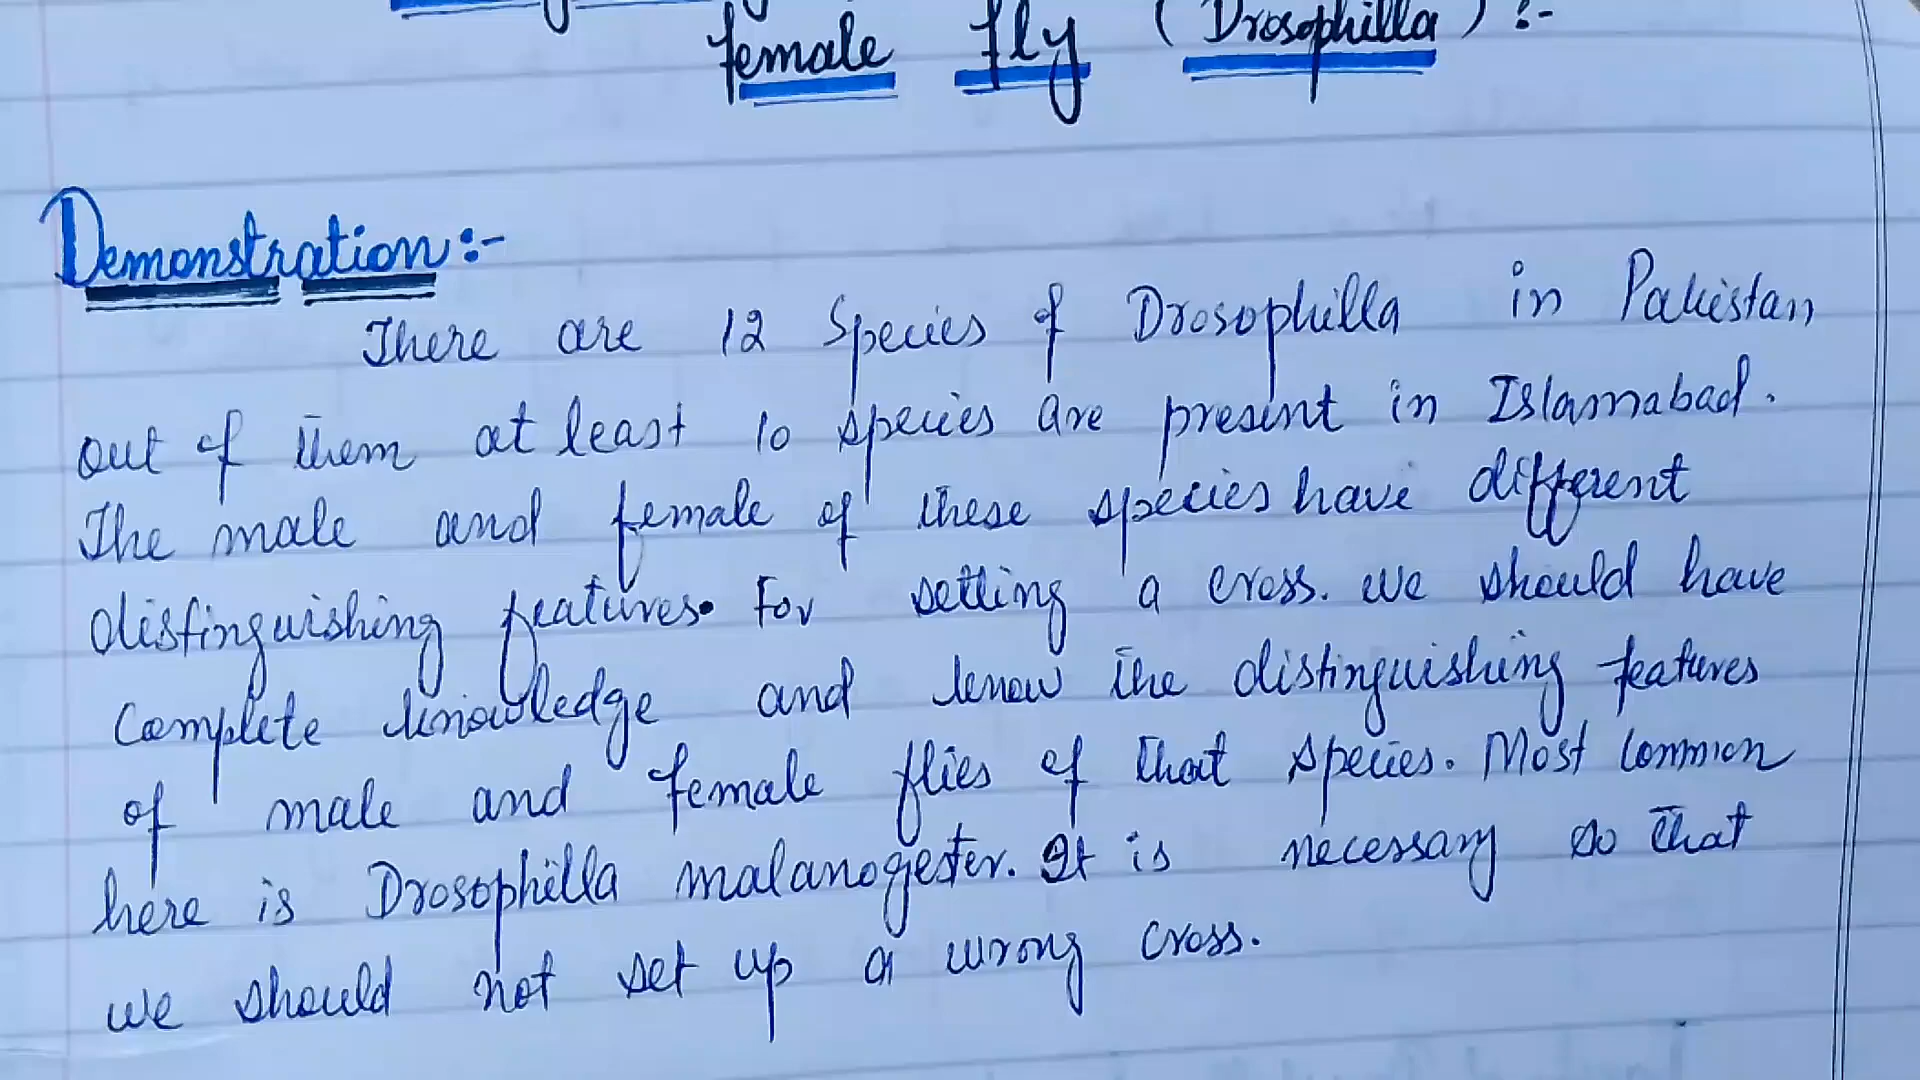 female fly (Drosophilla) :-
Demonstration:-
There are 12 Species of Drosophilla in Pakistan
out of them at least 10 species are present in Islamabad.
The male and female of these species have different
distinguishing features. For setting a cross. we should have
Complete knowledge and know the distinguishing features
of male and female flies of that species. Most Common
here is Drosophilla malanogester. It is necessary so that
we should not set up a wrong cross.